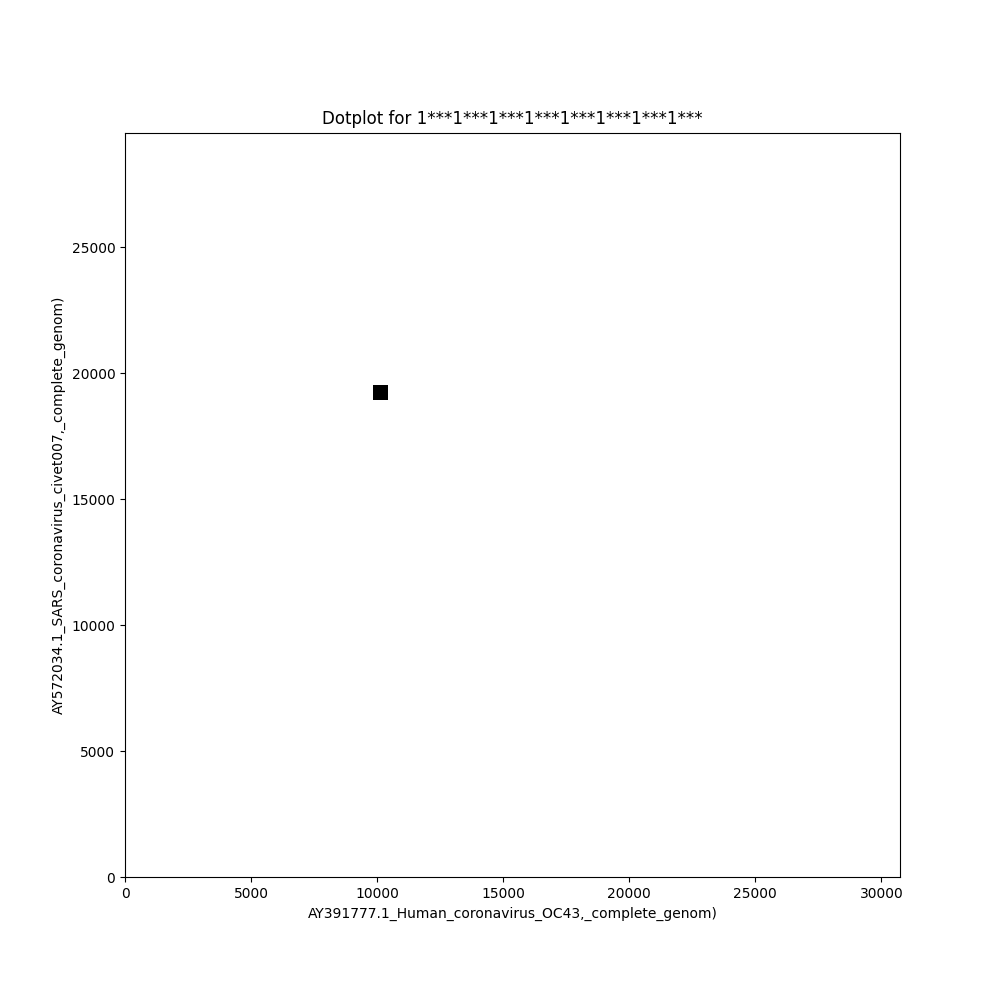 Dotplot for 1***1***1***1***1***1***1***1***
25000
20000
15000
10000
5000
0
AY572034.1_SARS_coronavirus_civet007,_complete_genom)
0 5000 10000 15000 20000 25000 30000
AY391777.1_Human_coronavirus_OC43,_complete_genom)